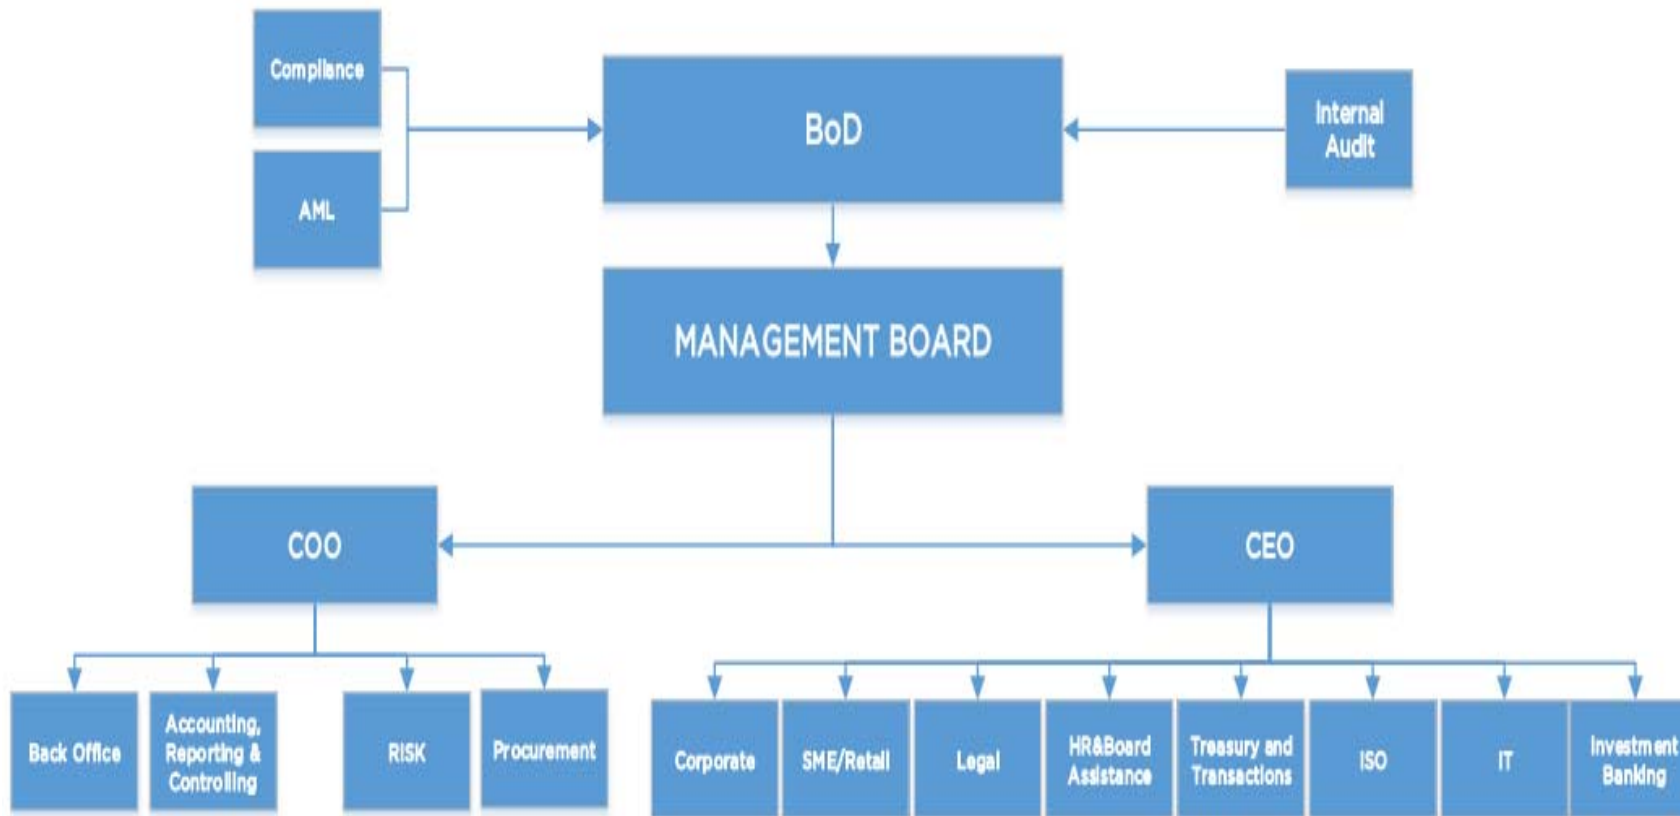 Compliance
AML
BoD
Internal
Audit
MANAGEMENT BOARD
COO
CEO
Back Office
Accounting,
Reporting &
Controlling
RISK
Procurement
Corporate
SME/Retail
Legal
HR&Board
Assistance
Treasury and
Transactions
ISO
IT
Investment
Banking